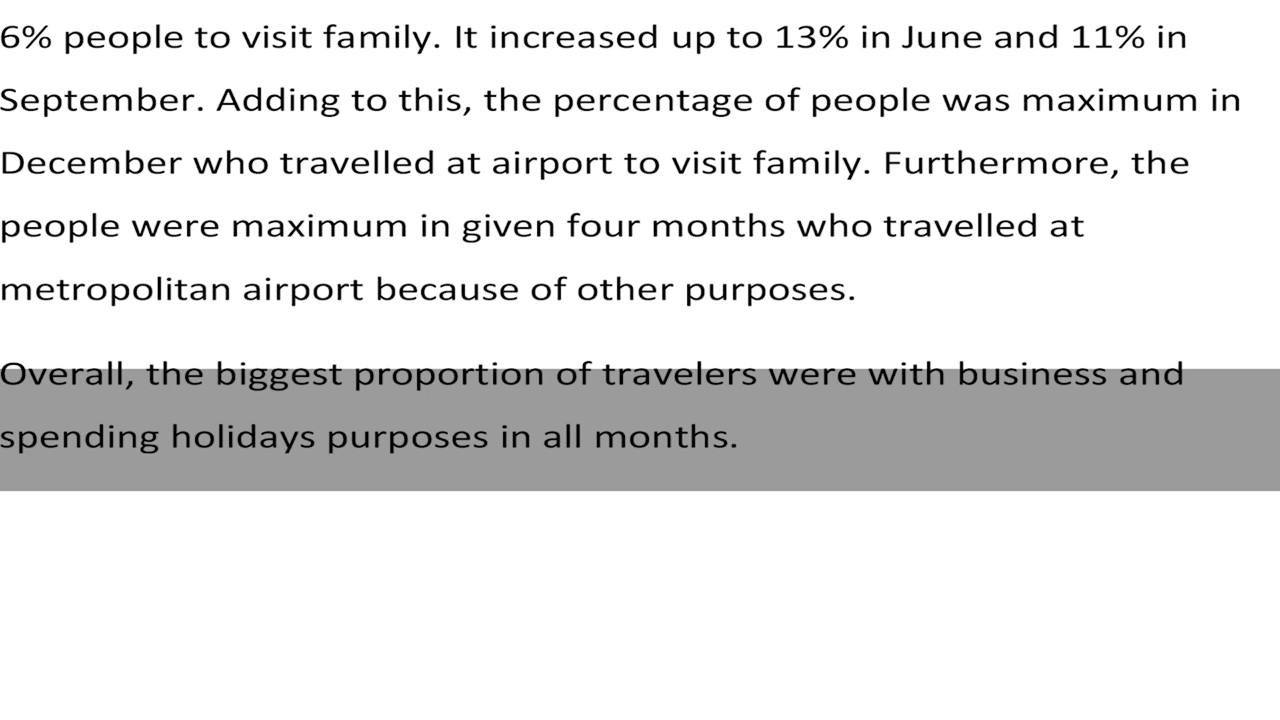 6% people to visit family. It increased up to 13% in June and 11% in
September. Adding to this, the percentage of people was maximum in
December who travelled at airport to visit family. Furthermore, the
people were maximum in given four months who travelled at
metropolitan airport because of other purposes.
Overall, the biggest proportion of travelers were with business and
spending holidays purposes in all months.